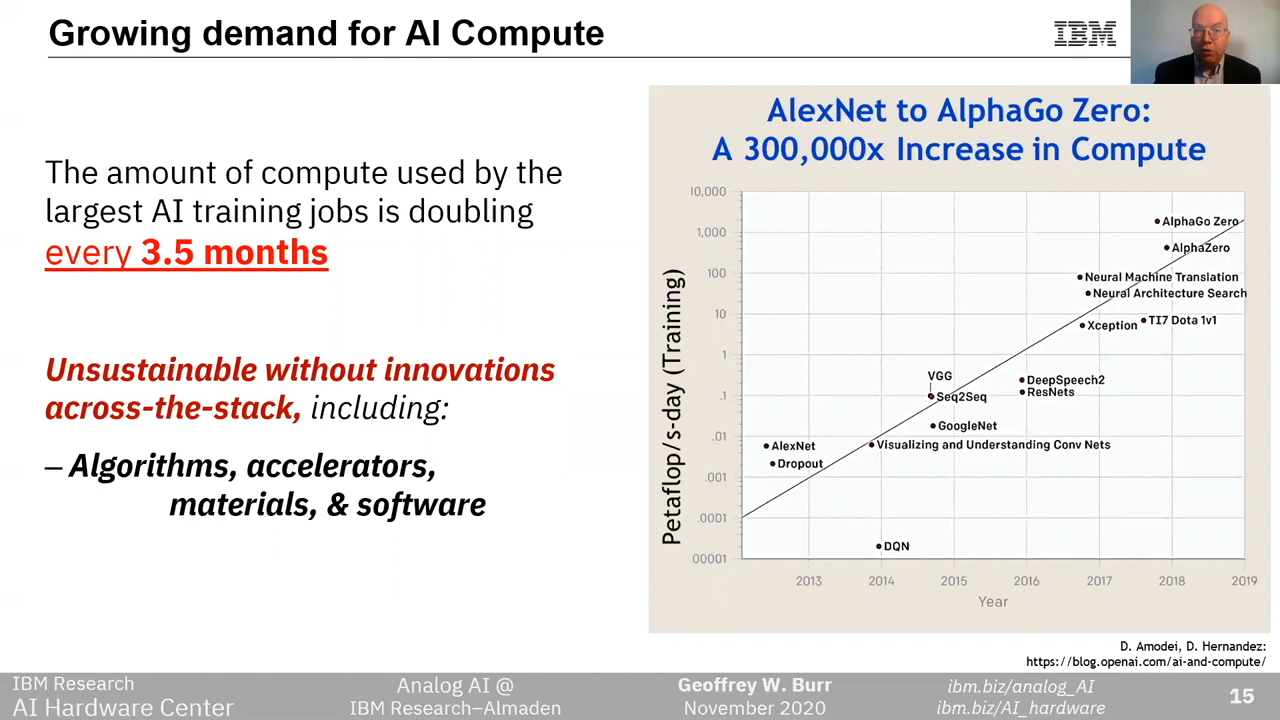 Growing demand for AI Compute
IBM
The amount of compute used by the
largest AI training jobs is doubling
every 3.5 months
Unsustainable without innovations
across-the-stack, including:
– Algorithms, accelerators,
materials, & software
AlexNet to AlphaGo Zero:
A 300,000x Increase in Compute
Petaflop/s-day (Training)
10,000
1,000
100
10
1
.1
.01
.001
.0001
00001
AlphaGo Zero
AlphaZero
Neural Machine Translation
Neural Architecture Search
TI7 Dota 1v1
Xception
VGG
DeepSpeech2
ResNets
Seq2Seq
GoogleNet
AlexNet
Visualizing and Understanding Conv Nets
Dropout
DQN
2013 2014 2015 2016 2017 2018 2019
Year
D. Amodei, D. Hernandez:
https://blog.openai.com/ai-and-compute/
IBM Research
AI Hardware Center
Analog AI @
IBM Research–Almaden
Geoffrey W. Burr
November 2020
ibm.biz/analog_AI
ibm.biz/AI_hardware
15